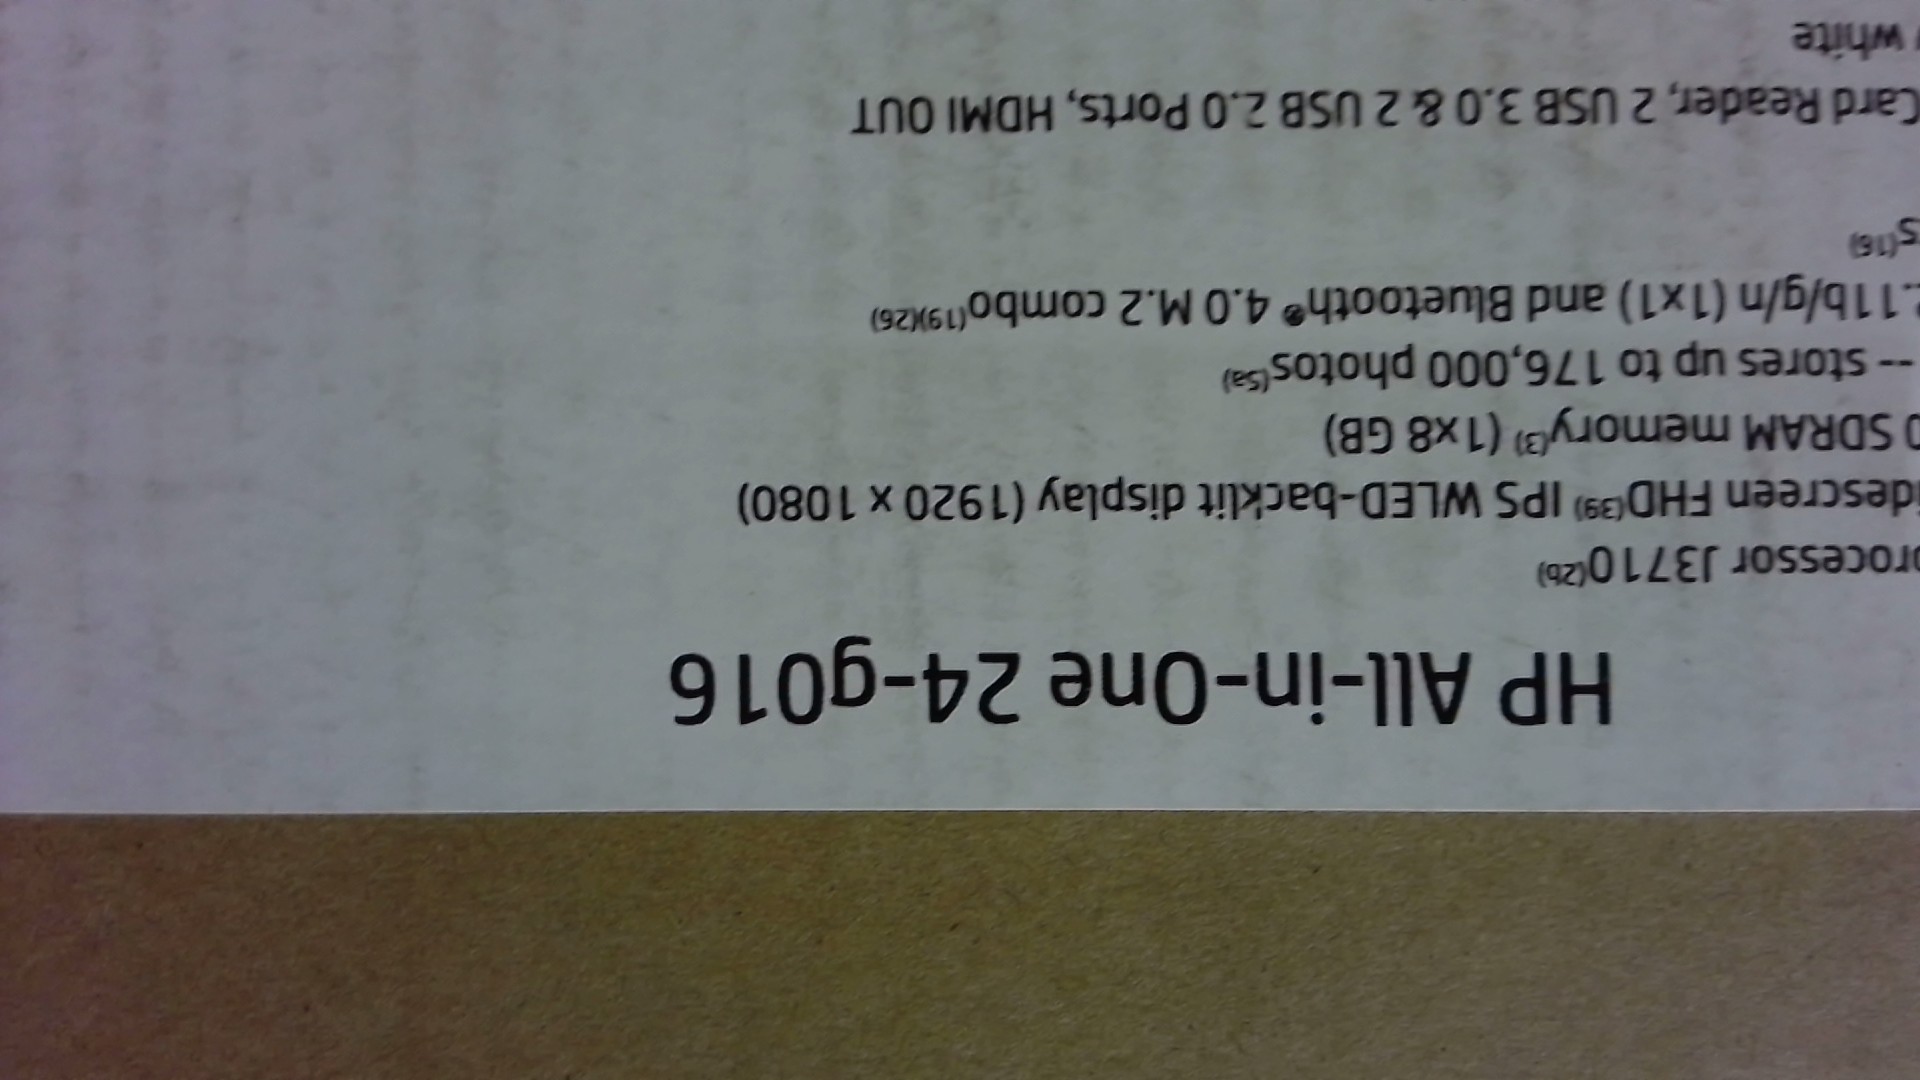 HP All-in-One 24-g016
rocessor J3710(2b)
idescreen FHD(39) IPS WLED-backlit display (1920 x 1080)
SDRAM memory(3) (1x8 GB)
-- stores up to 176,000 photos(5a)
.11b/g/n (1x1) and Bluetooth® 4.0 M.2 combo(19)(26)
s(16)
Card Reader, 2 USB 3.0 & 2 USB 2.0 Ports, HDMI OUT
white